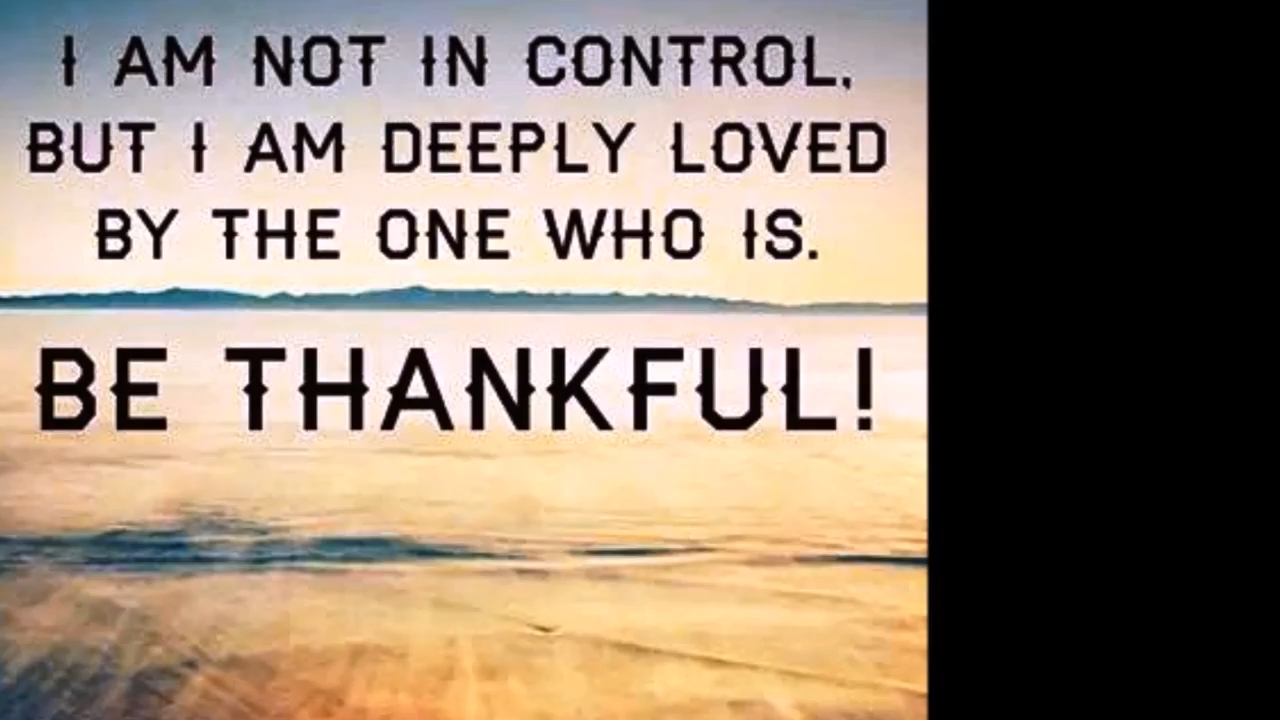 I AM NOT IN CONTROL,
BUT I AM DEEPLY LOVED
BY THE ONE WHO IS.
BE THANKFUL!